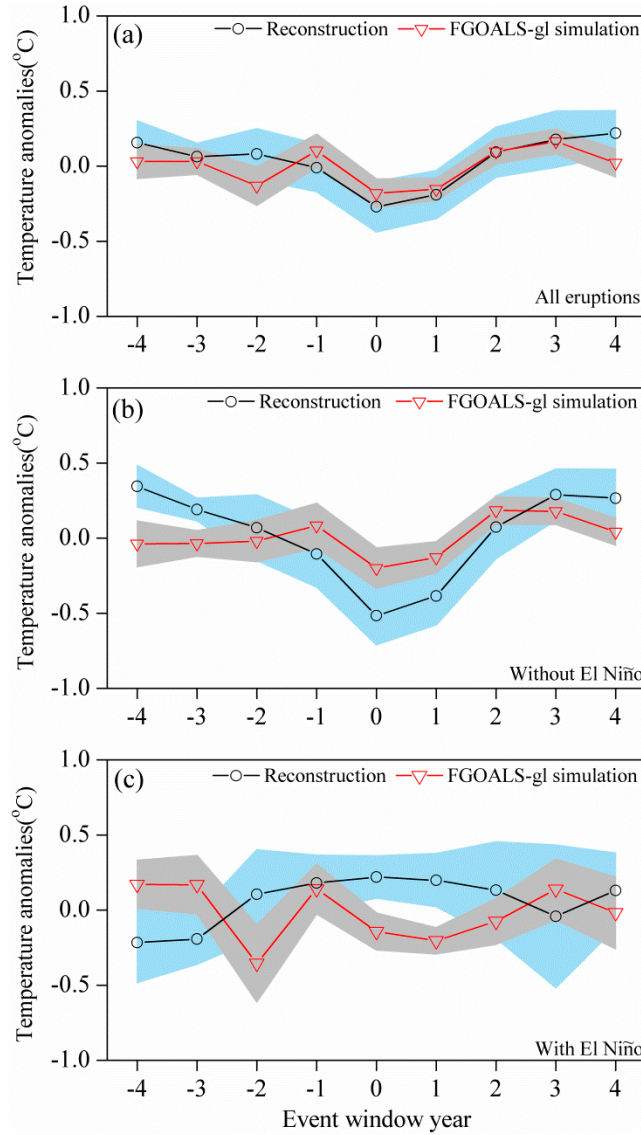 (a)
Reconstruction
FGOALS-gl simulation
Temperature anomalies(°C)
1.0
0.5
0.0
-0.5
-1.0
All eruptions
-4 -3 -2 -1 0 1 2 3 4
(b)
Reconstruction
FGOALS-gl simulation
Temperature anomalies(°C)
1.0
0.5
0.0
-0.5
-1.0
Without El Niño
-4 -3 -2 -1 0 1 2 3 4
(c)
Reconstruction
FGOALS-gl simulation
Temperature anomalies(°C)
1.0
0.5
0.0
-0.5
-1.0
With El Niño
-4 -3 -2 -1 0 1 2 3 4
Event window year